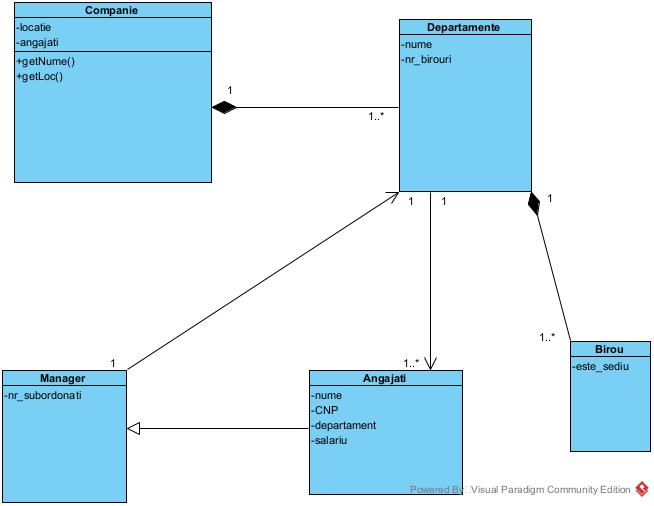 Companie
-locatie
-angajati
+getNume()
+getLoc()
Departamente
-nume
-nr_birouri
1
1..*
1
1
1
1
1..*
1..*
Manager
-nr_subordonati
Angajati
-nume
-CNP
-departament
-salariu
Birou
-este_sediu
Powered By Visual Paradigm Community Edition